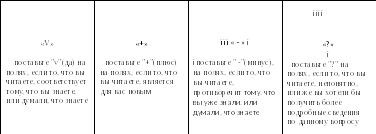 «V»
поставьте "v"(да) на
полях, если то, что
вы читаете, соответствует
тому, что вы знаете,
или думали, что знаете
«+»
поставьте "+"( плюс)
на полях, если то, что
вы читаете, является
для вас новым
і і і « - » і
і поставьте " -"( минус),
на полях, если то, что
вы читаете,
противоречит тому, что
вы уже знали, или
думали, что знаете
і і і
«?»
і
поставьте "?" на
полях, если то, что вы
читаете, непонятно,
или же вы хотели бы
получить более
подробные сведения
по данному вопросу